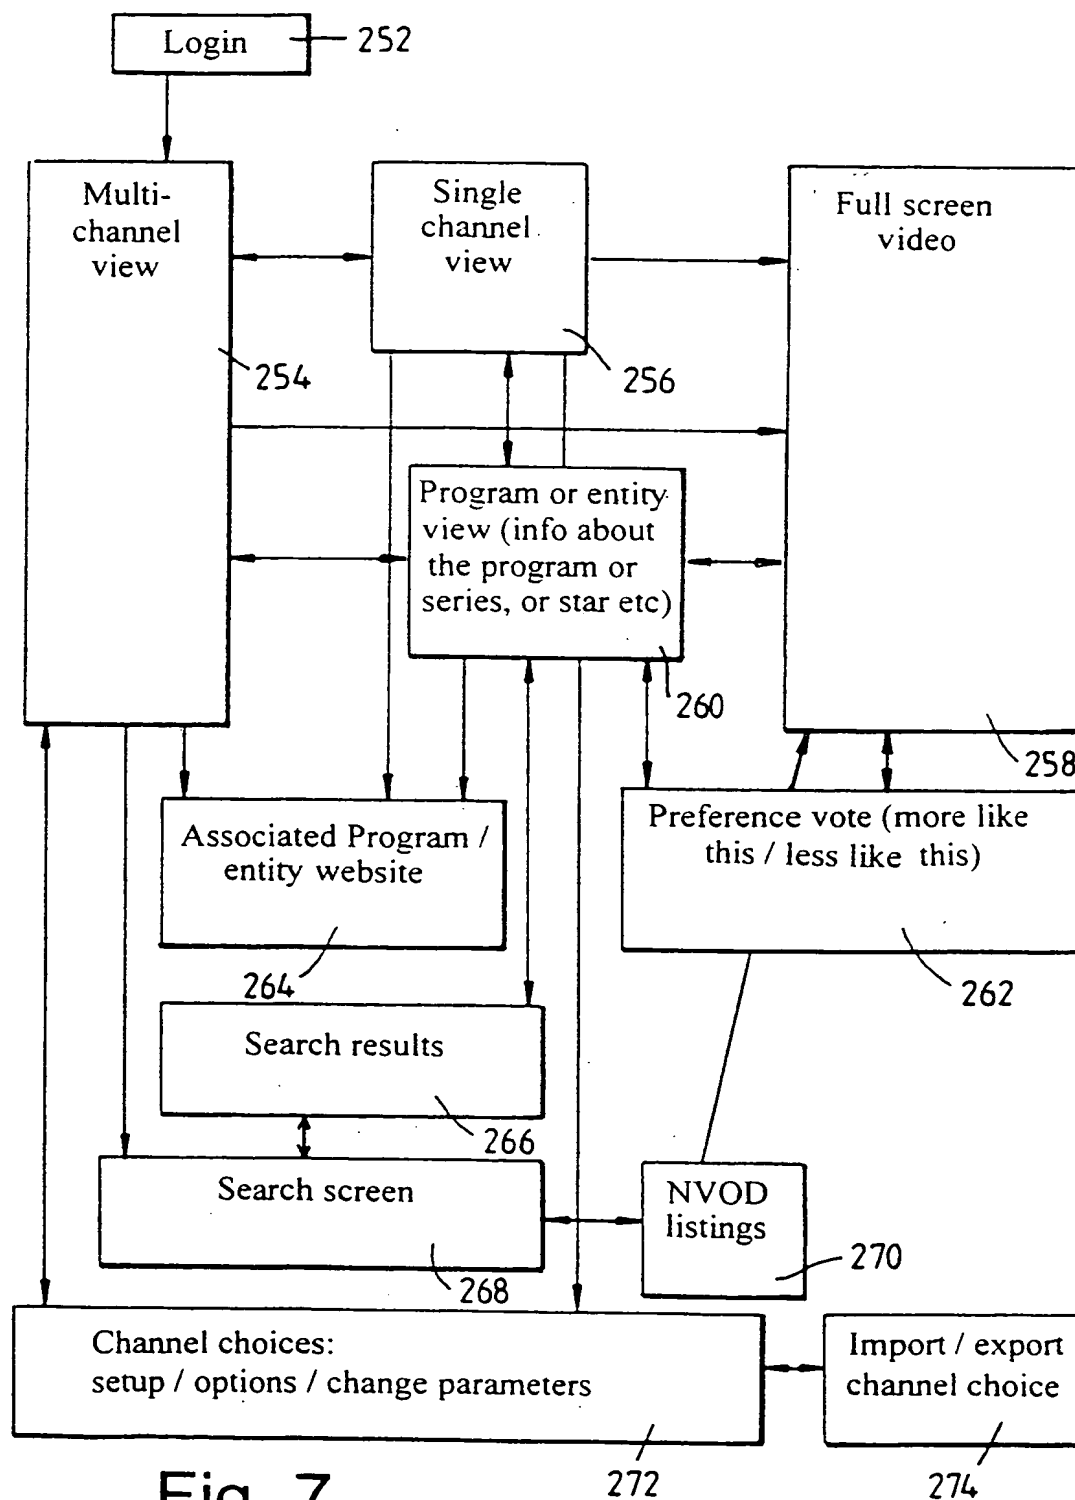 Login
252
Multi-
channel
view
Single
channel
view
Full screen
video
254
256
Program or entity
view (info about
the program or
series, or star etc)
260
258
Associated Program /
entity website
Preference vote (more like
this / less like this)
264
262
Search results
266
Search screen
NVOD
listings
268
270
Channel choices:
setup / options / change parameters
Import / export
channel choice
272
274
Fig. 7